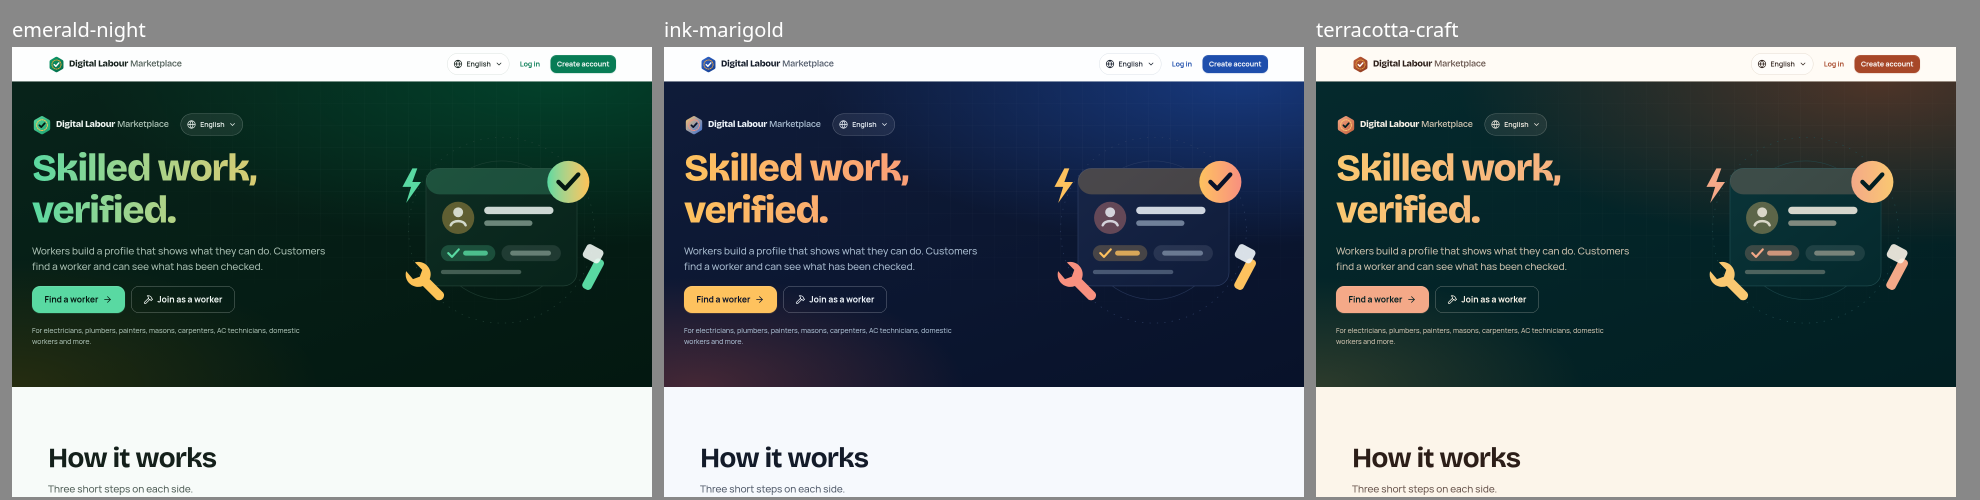 emerald-night
Digital Labour Marketplace
English
Log in
Create account
Digital Labour Marketplace
English
Skilled work,
verified.
Workers build a profile that shows what they can do. Customers
find a worker and can see what has been checked.
Find a worker
Join as a worker
For electricians, plumbers, painters, masons, carpenters, AC technicians, domestic
workers and more.
How it works
Three short steps on each side.
ink-marigold
Digital Labour Marketplace
English
Log in
Create account
Digital Labour Marketplace
English
Skilled work,
verified.
Workers build a profile that shows what they can do. Customers
find a worker and can see what has been checked.
Find a worker
Join as a worker
For electricians, plumbers, painters, masons, carpenters, AC technicians, domestic
workers and more.
How it works
Three short steps on each side.
terracotta-craft
Digital Labour Marketplace
English
Log in
Create account
Digital Labour Marketplace
English
Skilled work,
verified.
Workers build a profile that shows what they can do. Customers
find a worker and can see what has been checked.
Find a worker
Join as a worker
For electricians, plumbers, painters, masons, carpenters, AC technicians, domestic
workers and more.
How it works
Three short steps on each side.